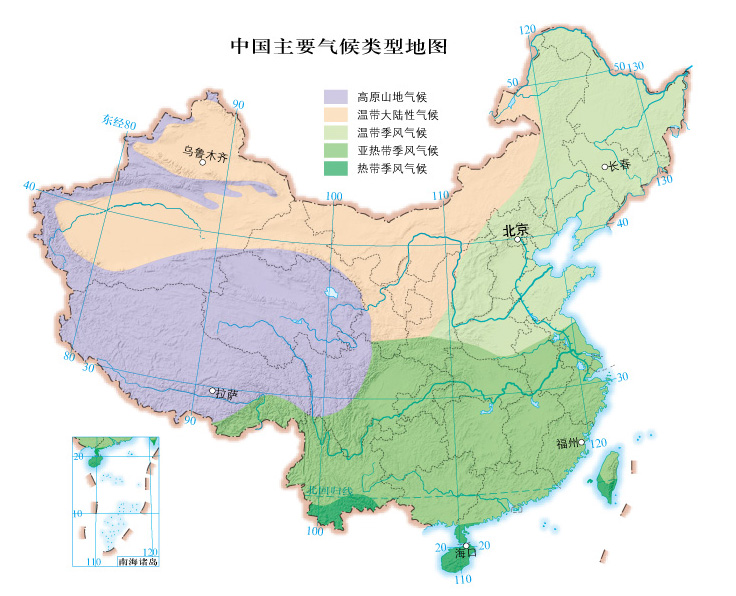 中国主要气候类型地图
高原山地气候
温带大陆性气候
温带季风气候
亚热带季风气候
热带季风气候
120
50
50
130
90
东经80
乌鲁木齐
长春
130
40
100
110
北京
40
80
30
拉萨
90
30
福州
120
北回归线
100
20
海口
20
110
20
10
110
120
南海诸岛